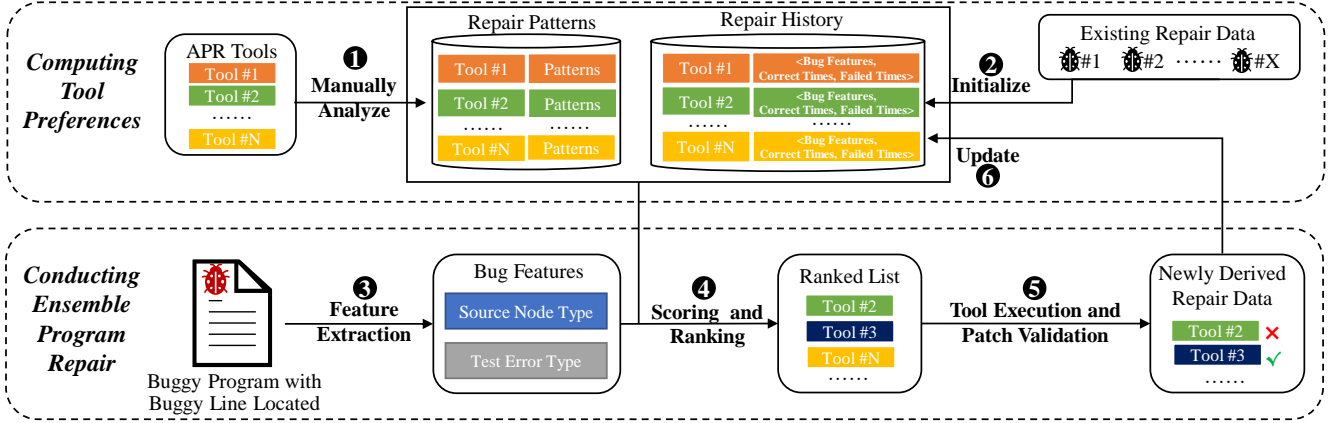 Computing
Tool
Preferences
APR Tools
Tool #1
Tool #2
......
Tool #N
❶
Manually
Analyze
Repair Patterns
Tool #1 Patterns
Tool #2 Patterns
...... ......
Tool #N Patterns
Repair History
Tool #1 <Bug Features,
Correct Times, Failed Times>
Tool #2 <Bug Features,
Correct Times, Failed Times>
...... ......
Tool #N <Bug Features,
Correct Times, Failed Times>
❷
Initialize
Existing Repair Data
#1 #2 ...... #X
Update
❻
Conducting
Ensemble
Program
Repair
Buggy Program with
Buggy Line Located
❸
Feature
Extraction
Bug Features
Source Node Type
Test Error Type
❹
Scoring and
Ranking
Ranked List
Tool #2
Tool #3
Tool #N
......
❺
Tool Execution and
Patch Validation
Newly Derived
Repair Data
Tool #2 ×
Tool #3 ✓
......